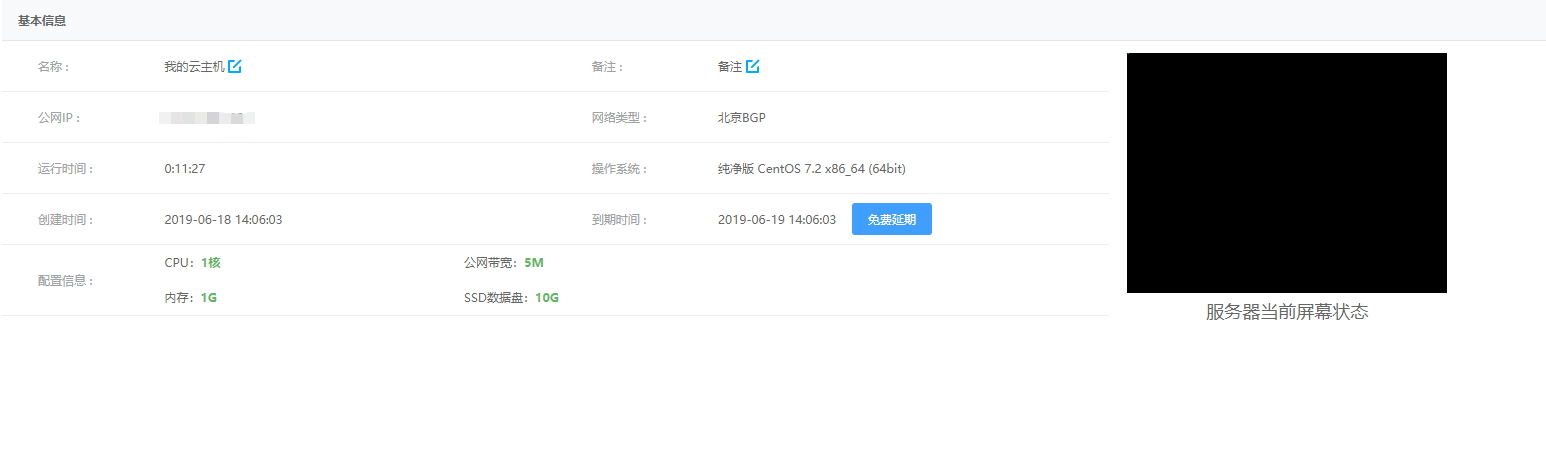 基本信息
名称： 我的云主机 备注： 备注
公网IP： 网络类型： 北京BGP
运行时间： 0:11:27 操作系统： 纯净版 CentOS 7.2 x86_64 (64bit)
创建时间： 2019-06-18 14:06:03 到期时间： 2019-06-19 14:06:03 免费延期
配置信息： CPU：1核 公网带宽：5M
内存：1G SSD数据盘：10G
服务器当前屏幕状态